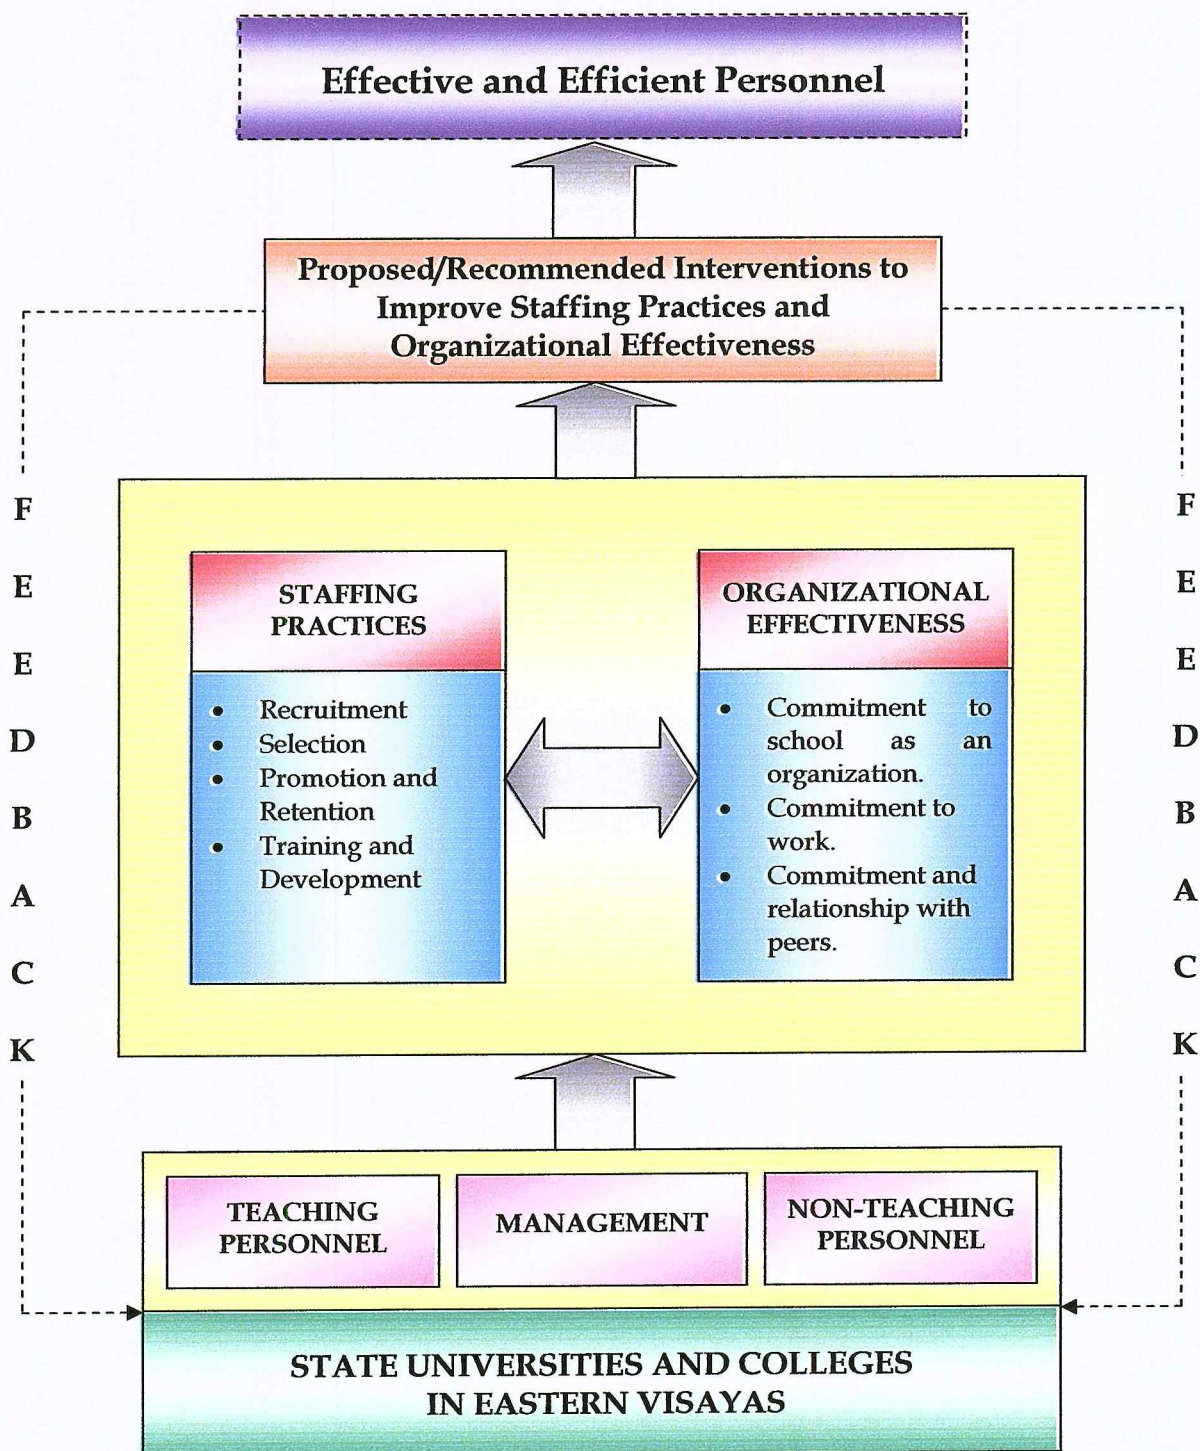 Effective and Efficient Personnel
Proposed/Recommended Interventions to
Improve Staffing Practices and
Organizational Effectiveness
F
E
E
D
B
A
C
K
STAFFING
PRACTICES
• Recruitment
• Selection
• Promotion and
Retention
• Training and
Development
ORGANIZATIONAL
EFFECTIVENESS
• Commitment to
school as an
organization.
• Commitment to
work.
• Commitment and
relationship with
peers.
F
E
E
D
B
A
C
K
TEACHING
PERSONNEL
MANAGEMENT
NON-TEACHING
PERSONNEL
STATE UNIVERSITIES AND COLLEGES
IN EASTERN VISAYAS